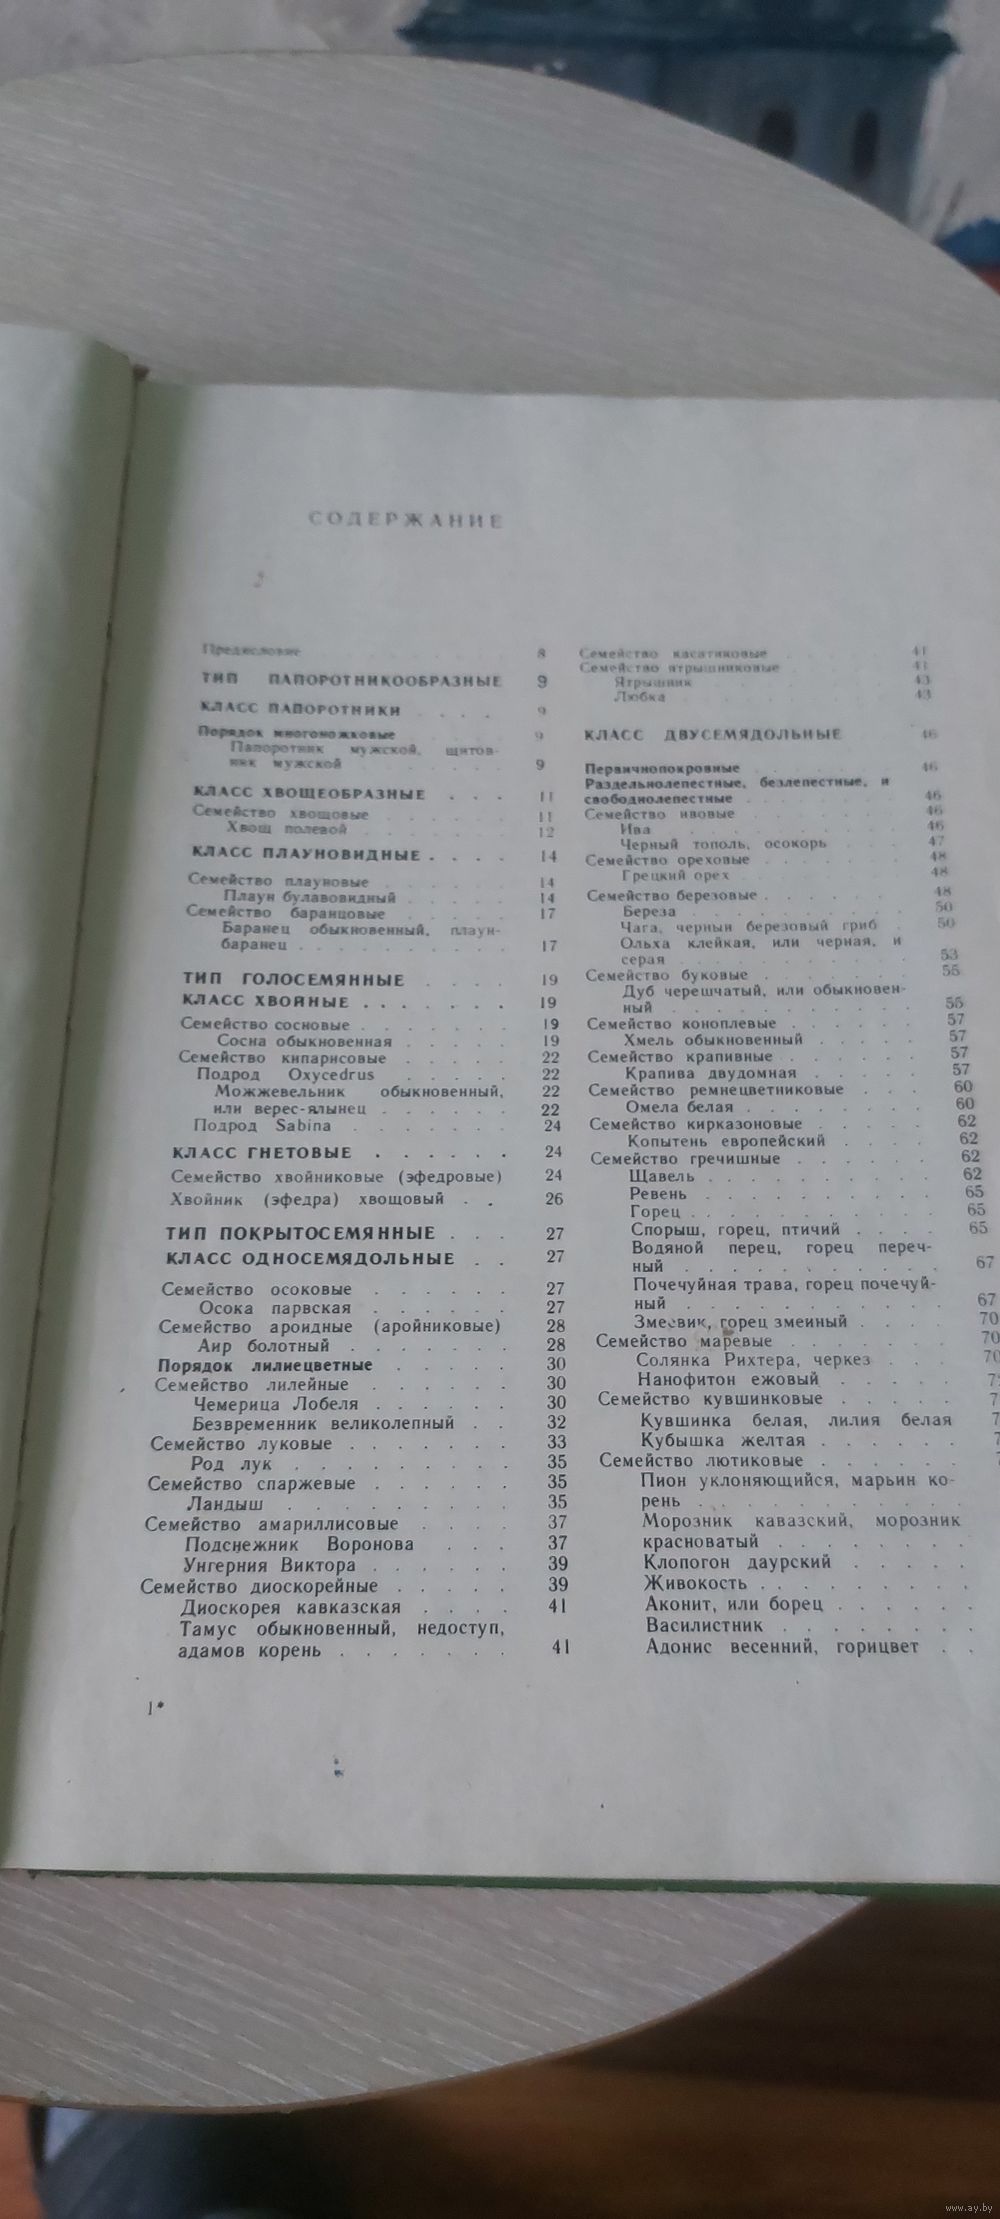 СОДЕРЖАНИЕ
Предисловие 8
ТИП ПАПОРОТНИКООБРАЗНЫЕ 9
КЛАСС ПАПОРОТНИКИ . . . . 9
Порядок многоножковые . . . . 9
Папоротник мужской, щитов-
ник мужской . . . . . . 9
КЛАСС ХВОЩЕОБРАЗНЫЕ . . . 11
Семейство хвощовые . . . . . 11
Хвощ полевой . . . . . . 12
КЛАСС ПЛАУНОВИДНЫЕ . . . . 14
Семейство плауновые . . . . . 14
Плаун булавовидный . . . . 14
Семейство баранцовые . . . . 17
Баранец обыкновенный, плаун-
баранец . . . . . . . . 17
ТИП ГОЛОСЕМЯННЫЕ . . . . 19
КЛАСС ХВОЙНЫЕ . . . . . . 19
Семейство сосновые . . . . . . 19
Сосна обыкновенная . . . . 19
Семейство кипарисовые . . . . 22
Подрод Oxycedrus . . . . 22
Можжевельник обыкновенный, 22
или верес-ялынец . . . . . 22
Подрод Sabina . . . . . . 24
КЛАСС ГНЕТОВЫЕ . . . . . . 24
Семейство хвойниковые (эфедровые) 24
Хвойник (эфедра) хвощовый . . 26
ТИП ПОКРЫТОСЕМЯННЫЕ . . . 27
КЛАСС ОДНОСЕМЯДОЛЬНЫЕ . . 27
Семейство осоковые . . . . . . 27
Осока парвская . . . . . . 27
Семейство ароидные (аройниковые) 28
Аир болотный . . . . . . 28
Порядок лилиецветные . . . . . 30
Семейство лилейные . . . . . . 30
Чемерица Лобеля . . . . . 30
Безвременник великолепный . . 32
Семейство луковые . . . . . . 33
Род лук . . . . . . . . 35
Семейство спаржевые . . . . . 35
Ландыш . . . . . . . . 35
Семейство амариллисовые . . . . 37
Подснежник Воронова . . . 37
Унгерния Виктора . . . . . 39
Семейство диоскорейные . . . . . 39
Диоскорея кавказская . . . . 41
Тамус обыкновенный, недоступ,
адамов корень . . . . . . . 41
1*
Семейство касатиковые . . . . . 41
Семейство ятрышниковые . . . . 41
Ятрышник . . . . . . . 43
Любка . . . . . . . . 43
КЛАСС ДВУСЕМЯДОЛЬНЫЕ 46
Первичнопокровные . . . . . . 46
Раздельнолепестные, безлепестные, и
свободнолепестные . . . . . . 46
Семейство ивовые . . . . . . 46
Ива . . . . . . . . . 46
Черный тополь, осокорь . . . 47
Семейство ореховые . . . . . . 48
Грецкий орех . . . . . . 48
Семейство березовые . . . . . . 48
Береза . . . . . . . . . 50
Чага, черный березовый гриб . 50
Ольха клейкая, или черная, и
серая . . . . . . . . . 53
Семейство буковые . . . . . . 55
Дуб черешчатый, или обыкновен-
ный . . . . . . . . . . 55
Семейство коноплевые . . . . . 57
Хмель обыкновенный . . . . . 57
Семейство крапивные . . . . . . 57
Крапива двудомная . . . . . 57
Семейство ремнецветниковые . . . 60
Омела белая . . . . . . . 60
Семейство кирказоновые . . . . . 62
Копытень европейский . . . . 62
Семейство гречишные . . . . . . 62
Щавель . . . . . . . . . 62
Ревень . . . . . . . . . 65
Горец . . . . . . . . . . 65
Спорыш, горец, птичий . . . . 65
Водяной перец, горец переч-
ный . . . . . . . . . . 67
Почечуйная трава, горец почечуй-
ный . . . . . . . . . . 67
Змеевик, горец змеиный . . . . 70
Семейство маревые . . . . . . . 70
Солянка Рихтера, черкез . . . 70
Нанофитон ежовый . . . . .
Семейство кувшинковые . . . . .
Кувшинка белая, лилия белая
Кубышка желтая . . . . . .
Семейство лютиковые . . . . . .
Пион уклоняющийся, марьин ко-
рень . . . . . . . . . .
Морозник кавазский, морозник
красноватый . . . . . . .
Клопогон даурский . . . . .
Живокость . . . . . . . . .
Аконит, или борец . . . . . .
Василистник . . . . . . . .
Адонис весенний, горицвет . .
www.ay.by